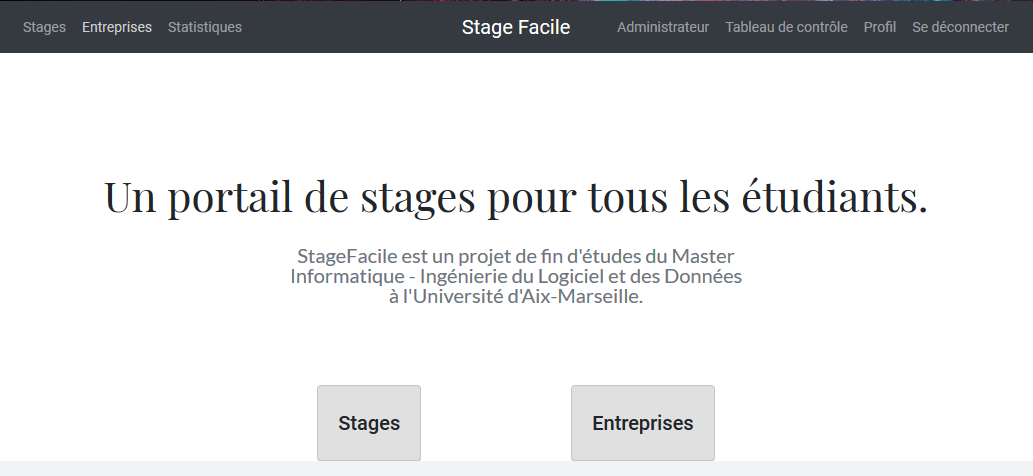 Stages Entreprises Statistiques Stage Facile Administrateur Tableau de contrôle Profil Se déconnecter
Un portail de stages pour tous les étudiants.
StageFacile est un projet de fin d'études du Master
Informatique - Ingénierie du Logiciel et des Données
à l'Université d'Aix-Marseille.
Stages Entreprises